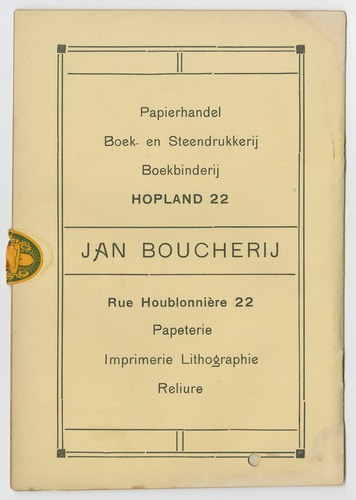 Papierhandel
Boek- en Steendrukkerij
Boekbinderij
HOPLAND 22
JAN BOUCHERIJ
Rue Houblonnière 22
Papeterie
Imprimerie Lithographie
Reliure